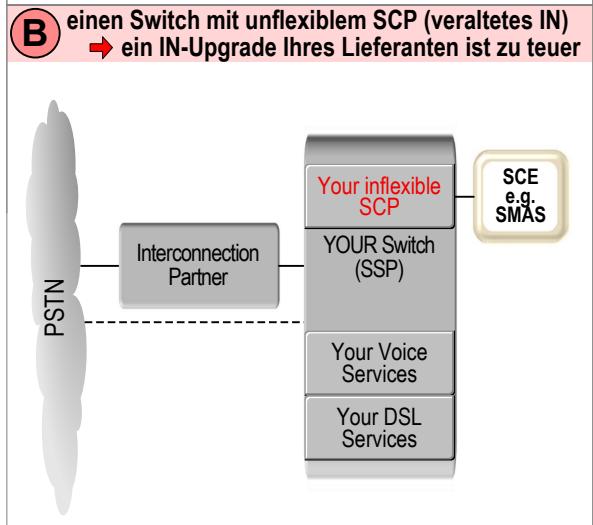 B
einen Switch mit unflexiblem SCP (veraltetes IN)
ein IN-Upgrade Ihres Lieferanten ist zu teuer
Your inflexible
SCP
SCE
e.g.
SMAS
Interconnection
Partner
YOUR Switch
(SSP)
PSTN
Your Voice
Services
Your DSL
Services